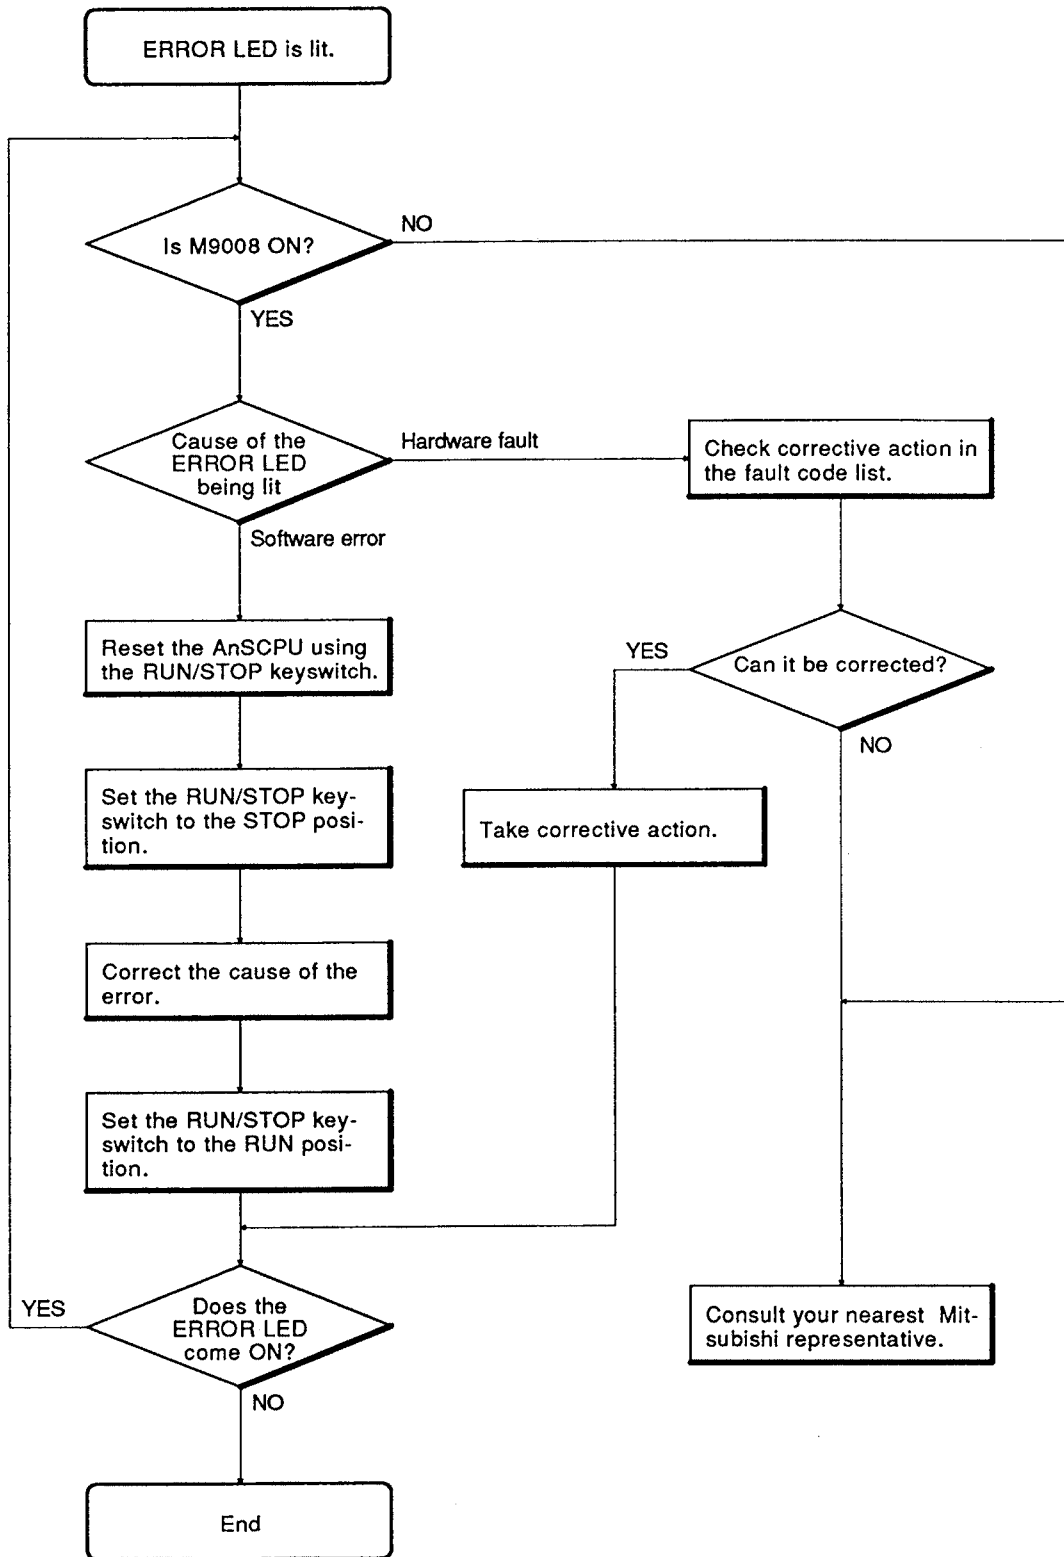 ERROR LED is lit.
Is M9008 ON?
NO
YES
Cause of the
ERROR LED
being lit
Hardware fault
Software error
Check corrective action in
the fault code list.
Reset the AnSCPU using
the RUN/STOP keyswitch.
YES
Can it be corrected?
NO
Set the RUN/STOP key-
switch to the STOP posi-
tion.
Take corrective action.
Correct the cause of the
error.
Set the RUN/STOP key-
switch to the RUN posi-
tion.
YES
Does the
ERROR LED
come ON?
NO
Consult your nearest Mit-
subishi representative.
End